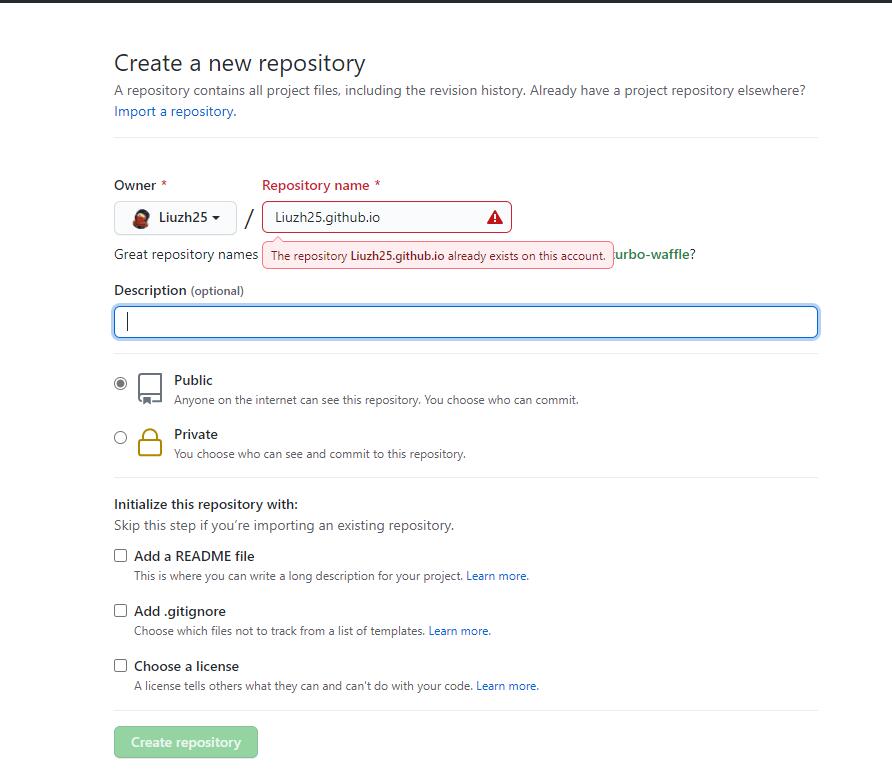 Create a new repository
A repository contains all project files, including the revision history. Already have a project repository elsewhere?
Import a repository.
Owner * Repository name *
Liuzh25 / Liuzh25.github.io
Great repository names The repository Liuzh25.github.io already exists on this account. urbo-waffle?
Description (optional)
Public
Anyone on the internet can see this repository. You choose who can commit.
Private
You choose who can see and commit to this repository.
Initialize this repository with:
Skip this step if you’re importing an existing repository.
Add a README file
This is where you can write a long description for your project. Learn more.
Add .gitignore
Choose which files not to track from a list of templates. Learn more.
Choose a license
A license tells others what they can and can't do with your code. Learn more.
Create repository